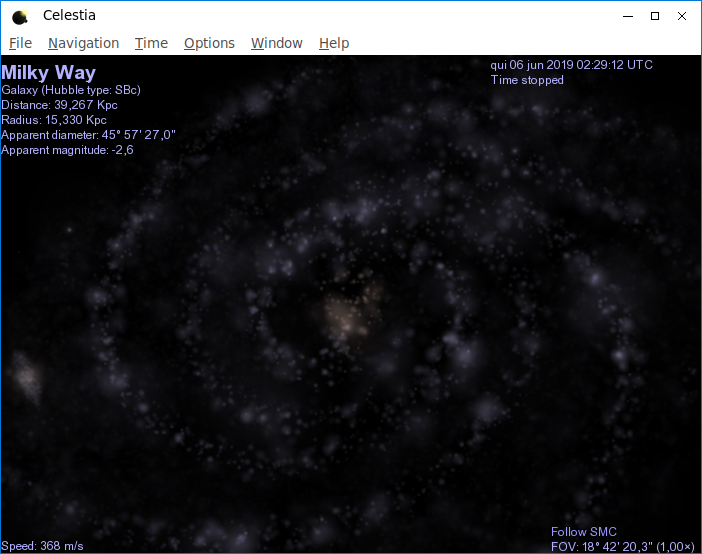 Celestia
File Navigation Time Options Window Help
Milky Way
Galaxy (Hubble type: SBc)
Distance: 39,267 Kpc
Radius: 15,330 Kpc
Apparent diameter: 45° 57' 27,0"
Apparent magnitude: -2,6
qui 06 jun 2019 02:29:12 UTC
Time stopped
Speed: 368 m/s
Follow SMC
FOV: 18° 42' 20,3" (1,00×)